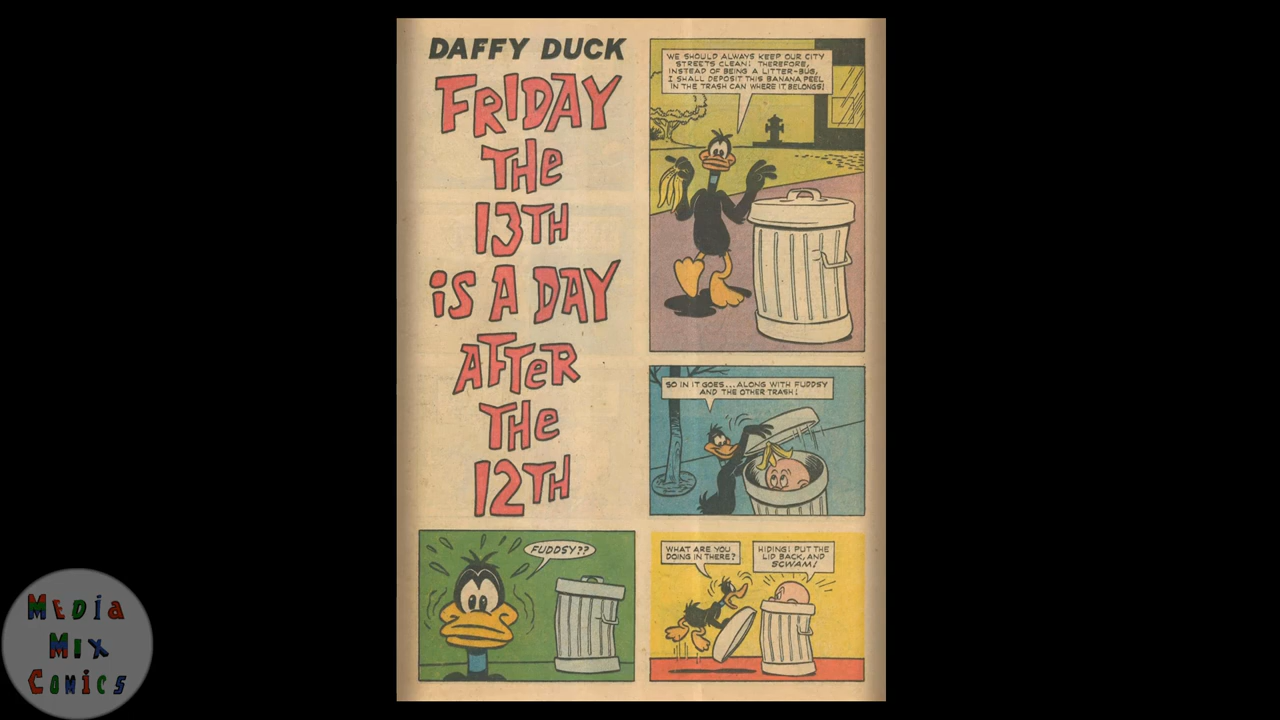 DAFFY DUCK
FRIDAY
THE
13TH
iS A DAY
AFTER
THE
12TH
WE SHOULD ALWAYS KEEP OUR CITY
STREETS CLEAN! THEREFORE,
INSTEAD OF BEING A LITTER-BUG,
I SHALL DEPOSIT THIS BANANA PEEL
IN THE TRASH CAN WHERE IT BELONGS!
SO IN IT GOES...ALONG WITH FUDDSY
AND THE OTHER TRASH!
FUDDSY??
WHAT ARE YOU
DOING IN THERE?
HIDING! PUT THE
LID BACK, AND
SCWAM!
MEDiA
MiX
COMiCS